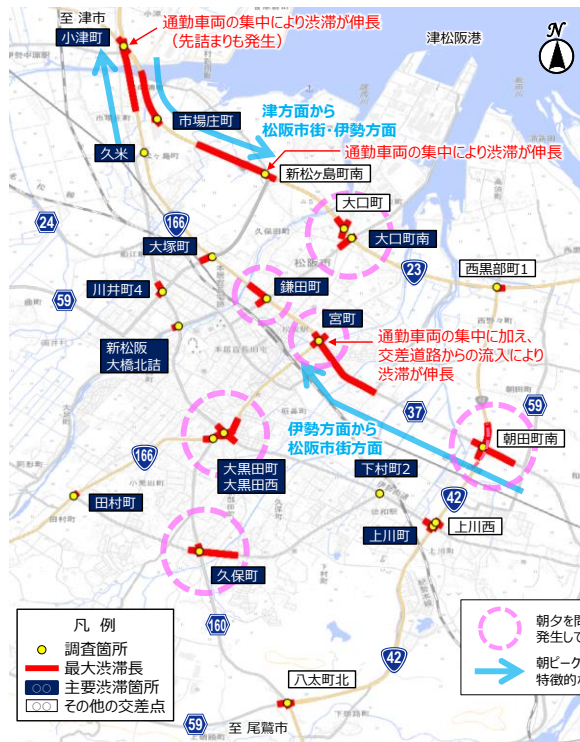 至 津市
小津町
通勤車両の集中により渋滞が伸長
（先詰まりも発生）
津松阪港
N
市場庄町
津方面から
松阪市街・伊勢方面
久米
通勤車両の集中により渋滞が伸長
新松ヶ島町南
24
166
大口町
大口町南
大塚町
松阪市
23
西黒部町1
59
川井町4
鎌田町
宮町
新松阪
大橋北詰
通勤車両の集中に加え、
交差道路からの流入により
渋滞が伸長
伊勢方面から
松阪市街方面
37
59
朝田町南
166
大黒田町
大黒田西
下村町2
42
田村町
上川町
上川西
久保町
160
凡 例
調査箇所
最大渋滞長
○○ 主要渋滞箇所
○○ その他の交差点
朝夕を
発生して
朝ピーク
特徴的
42
八太町北
59
至 尾鷲市